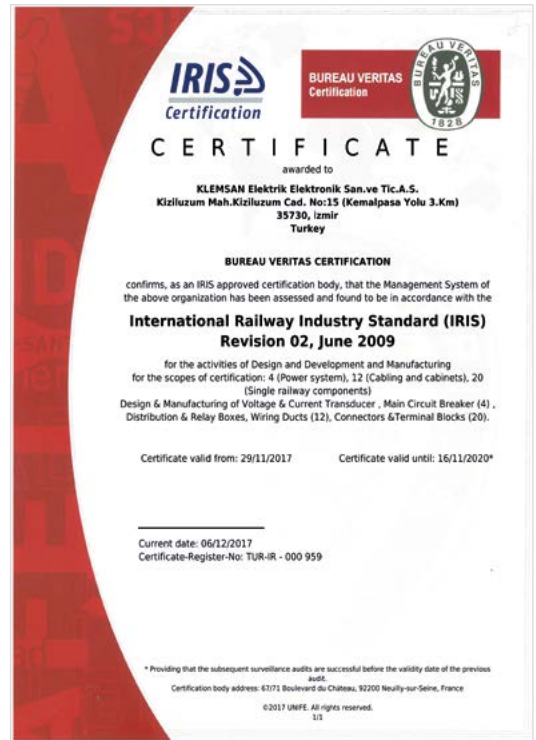 IRIS
Certification
BUREAU VERITAS
Certification
BUREAU VERITAS
1828
CERTIFICATE
awarded to
KLEMSAN Elektrik Elektronik San.ve Tic.A.S.
Kiziluzum Mah.Kiziluzum Cad. No:15 (Kemalpasa Yolu 3.Km)
35730, izmir
Turkey
BUREAU VERITAS CERTIFICATION
confirms, as an IRIS approved certification body, that the Management System of
the above organization has been assessed and found to be in accordance with the
International Railway Industry Standard (IRIS)
Revision 02, June 2009
for the activities of Design and Development and Manufacturing
for the scopes of certification: 4 (Power system), 12 (Cabling and cabinets), 20
(Single railway components)
Design & Manufacturing of Voltage & Current Transducer , Main Circuit Breaker (4) ,
Distribution & Relay Boxes, Wiring Ducts (12), Connectors &Terminal Blocks (20).
Certificate valid from: 29/11/2017 Certificate valid until: 16/11/2020*
Current date: 06/12/2017
Certificate-Register-No: TUR-IR - 000 959
* Providing that the subsequent surveillance audits are successful before the validity date of the previous
audit.
Certification body address: 67/71 Boulevard du Château, 92200 Neuilly-sur-Seine, France
©2017 UNIFE. All rights reserved.
1/1